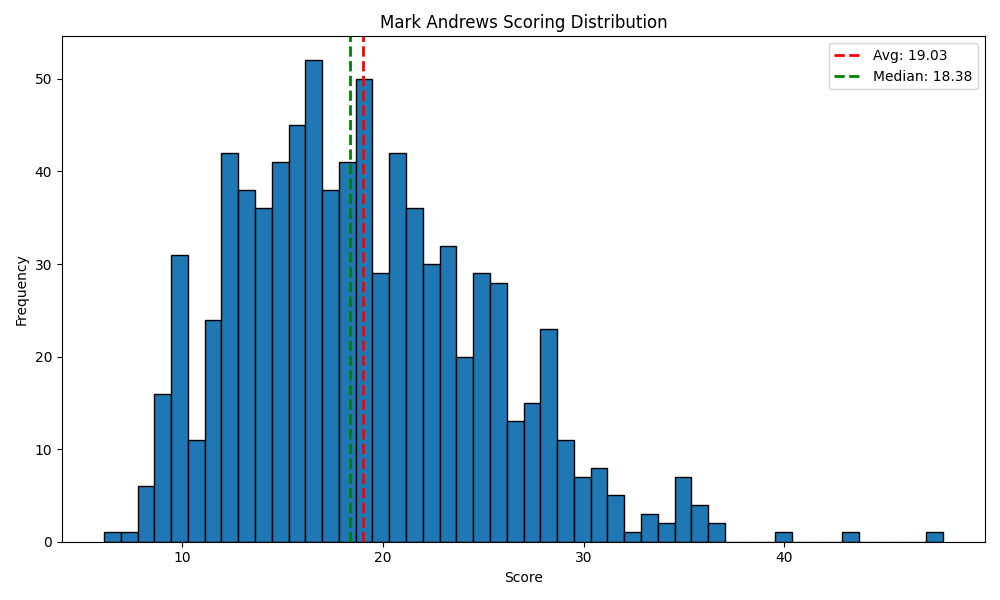 Mark Andrews Scoring Distribution
Avg: 19.03
Median: 18.38
Frequency
50
40
30
20
10
0
10 20 30 40
Score